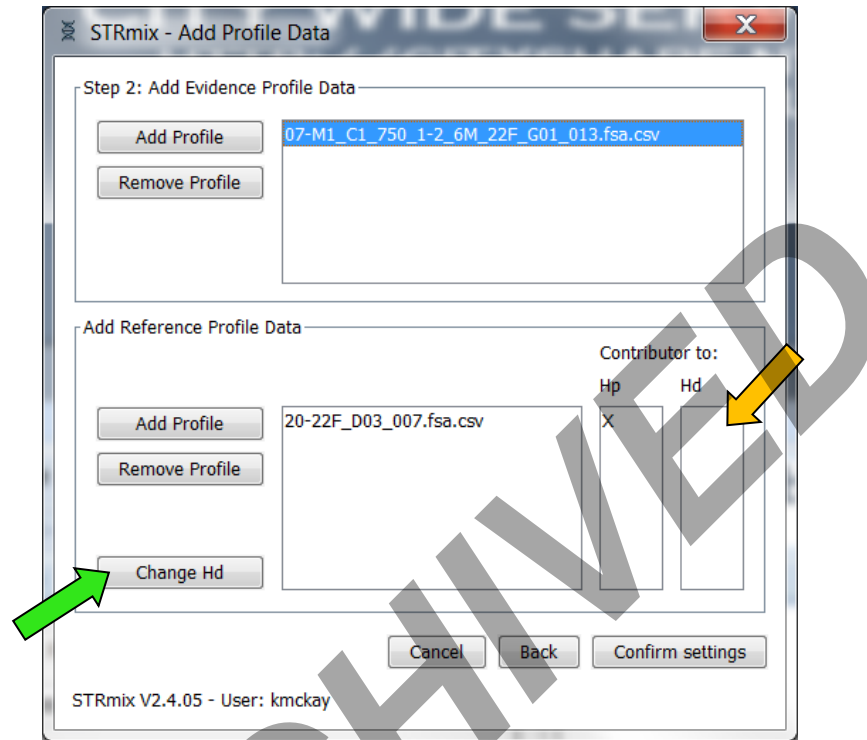 STRmix - Add Profile Data
X
Step 2: Add Evidence Profile Data
Add Profile
07-M1_C1_750_1-2_6M_22F_G01_013.fsa.csv
Remove Profile
Add Reference Profile Data
Contributor to:
Hp Hd
Add Profile
20-22F_D03_007.fsa.csv
X
Remove Profile
Change Hd
Cancel
Back
Confirm settings
STRmix V2.4.05 - User: kmckay